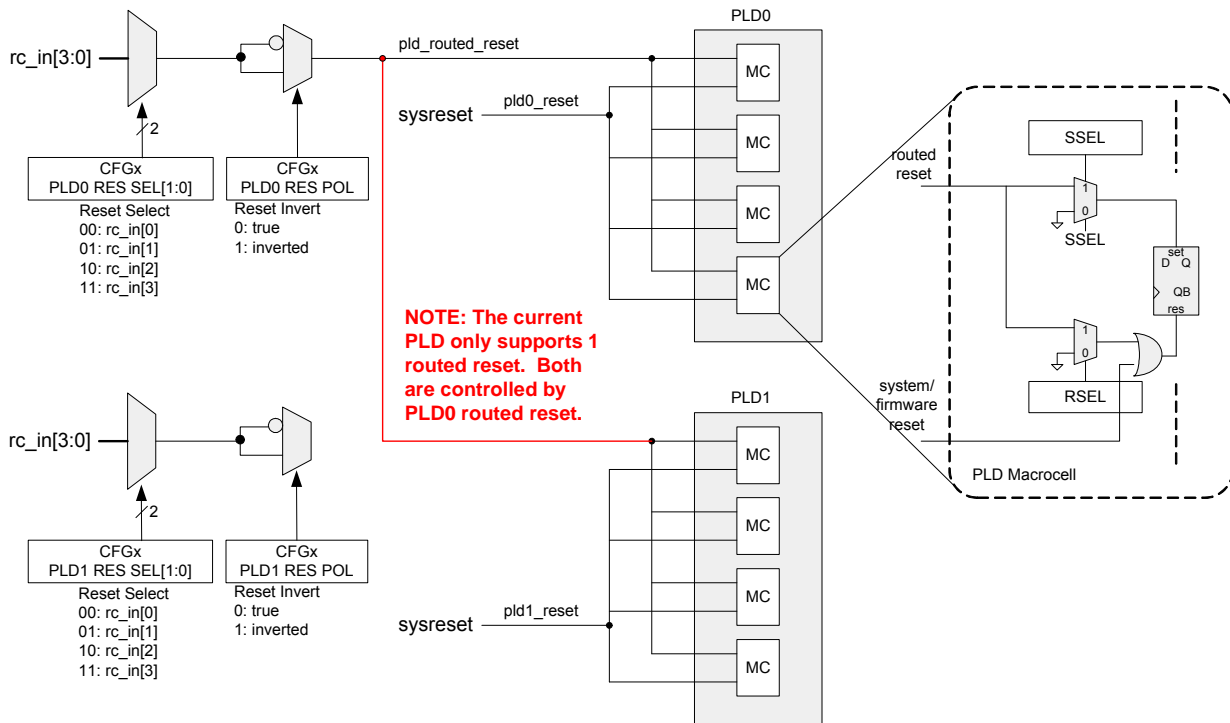 PLD0
rc_in[3:0]
pld_routed_reset
MC
sysreset
pld0_reset
2
MC
CFGx
PLD0 RES SEL[1:0]
CFGx
PLD0 RES POL
Reset Select
00: rc_in[0]
01: rc_in[1]
10: rc_in[2]
11: rc_in[3]
Reset Invert
0: true
1: inverted
MC
MC
routed
reset
SSEL
1
0
SSEL
set
D Q
QB
res
1
0
RSEL
system/
firmware
reset
PLD Macrocell
NOTE: The current
PLD only supports 1
routed reset. Both
are controlled by
PLD0 routed reset.
PLD1
rc_in[3:0]
MC
2
MC
CFGx
PLD1 RES SEL[1:0]
CFGx
PLD1 RES POL
Reset Select
00: rc_in[0]
01: rc_in[1]
10: rc_in[2]
11: rc_in[3]
Reset Invert
0: true
1: inverted
MC
sysreset
pld1_reset
MC